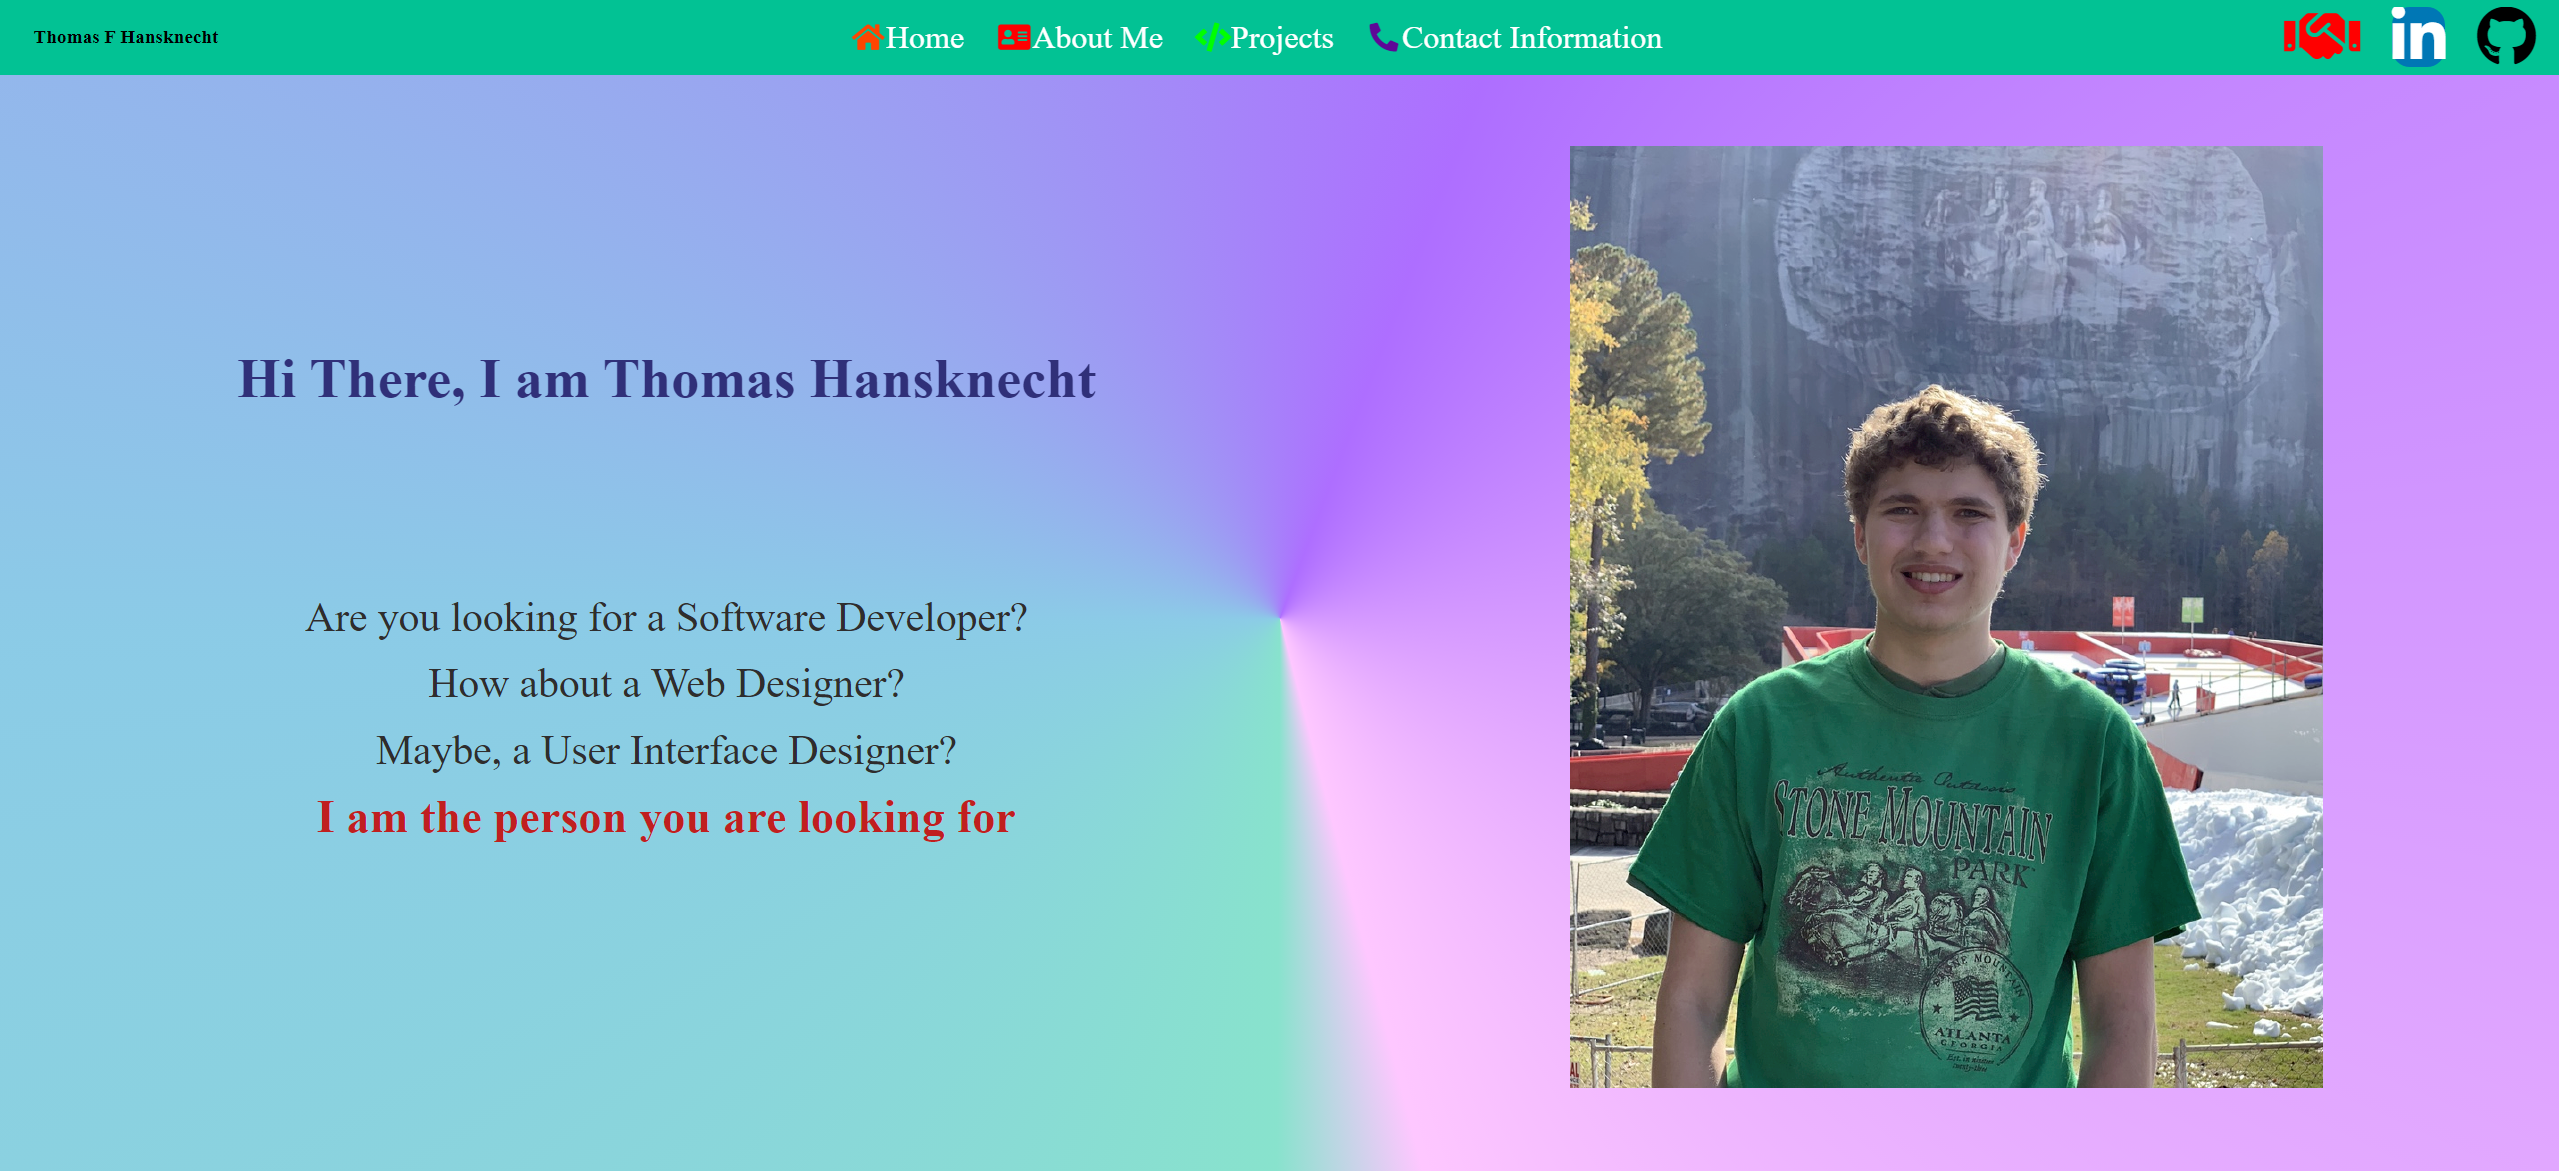 Thomas F Hansknecht
Home
About Me
Projects
Contact Information
in
Hi There, I am Thomas Hansknecht
Are you looking for a Software Developer?
How about a Web Designer?
Maybe, a User Interface Designer?
I am the person you are looking for
Authentic Outdoors
STONE MOUNTAIN
PARK
STONE MOUNTAIN
ATLANTA
GEORGIA